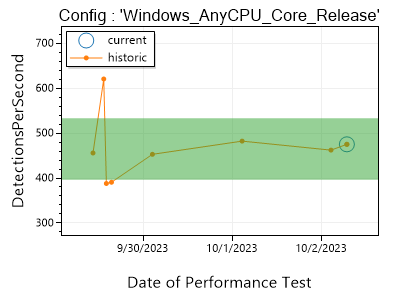 Config : 'Windows_AnyCPU_Core_Release'
current
historic
DetectionsPerSecond
700
600
500
400
300
9/30/2023
10/1/2023
10/2/2023
Date of Performance Test